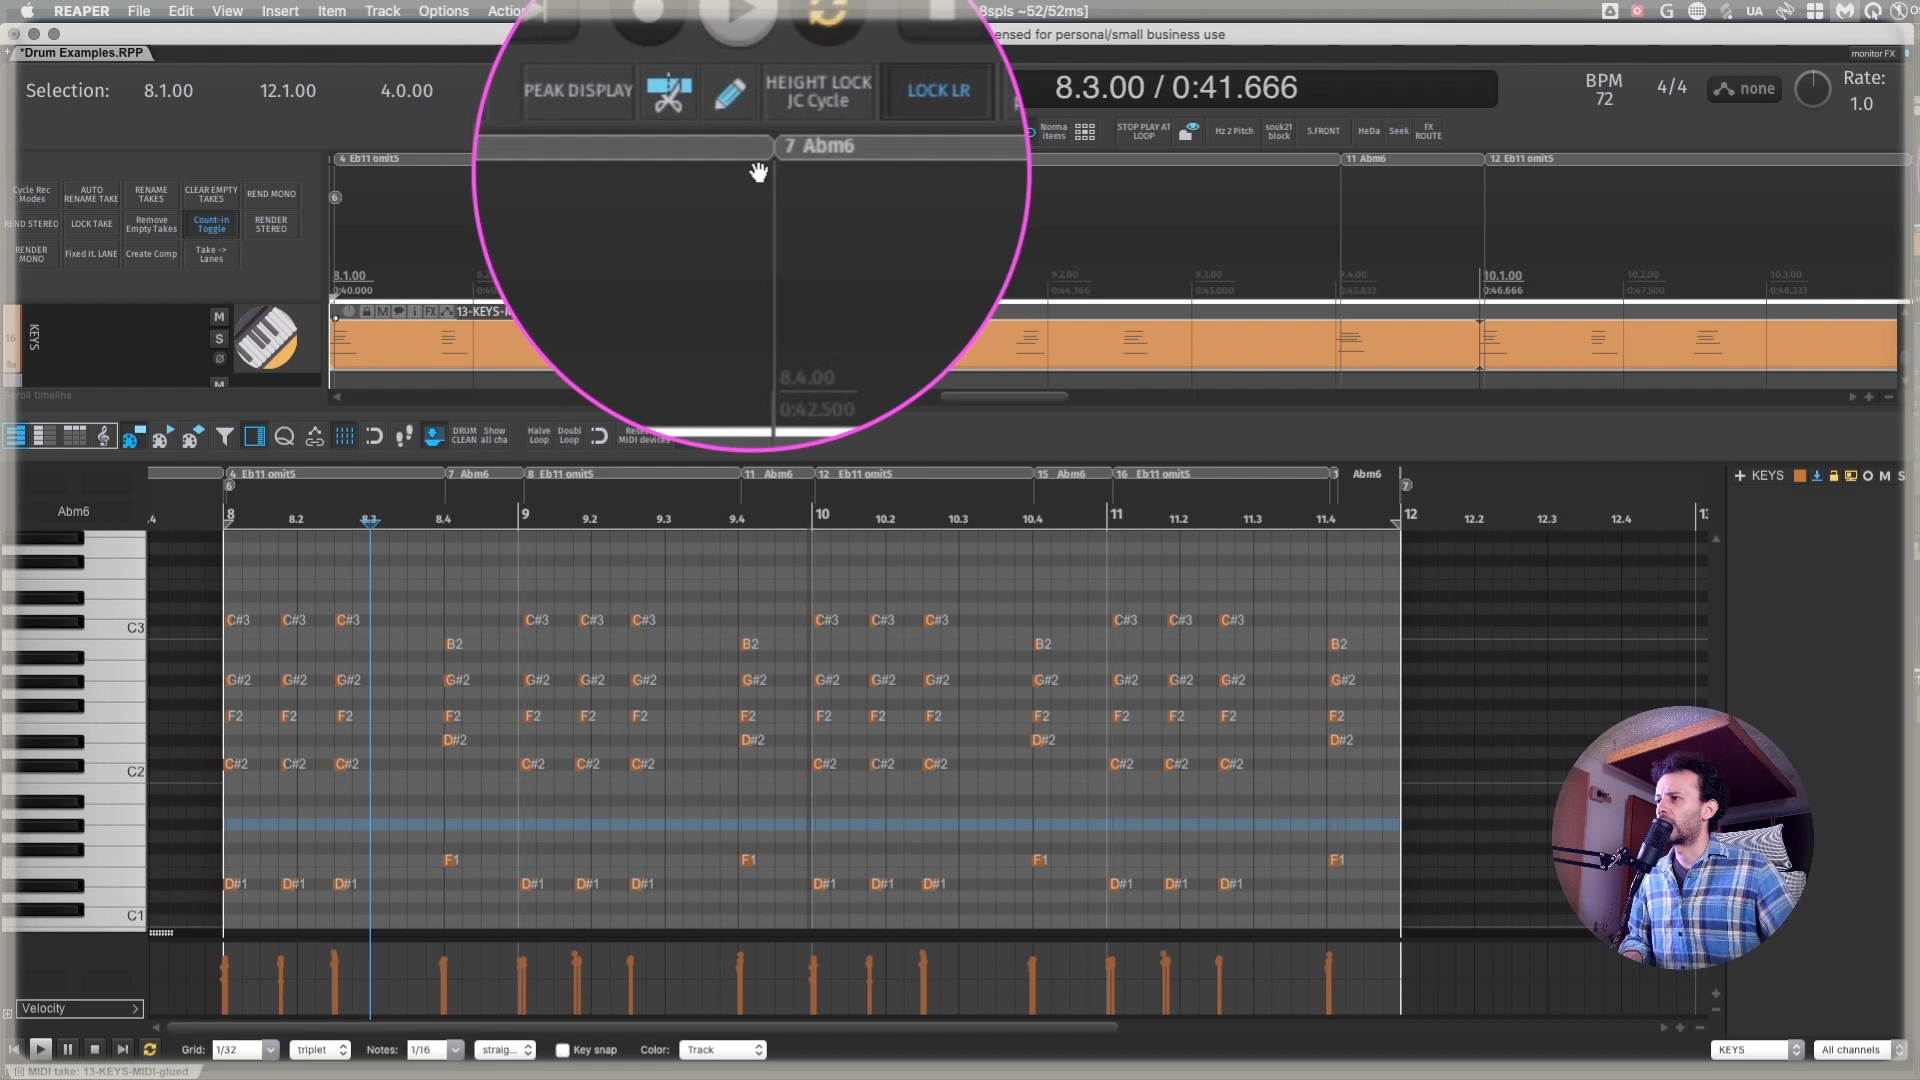 REAPER File Edit View Insert Item Track Options 8spls ~52/52ms] UA
ensed for personal/small business use
*Drum Examples.RPP monitor FX
Selection: 8.1.00 12.1.00 4.0.00 8.3.00 / 0:41.666 BPM 72 4/4 none Rate: 1.0
PEAK DISPLAY HEIGHT LOCK JC Cycle LOCK LR
Norma items STOP PLAY AT LOOP Hz 2 Pitch souk21 block S.FRONT HeDa Seek FX ROUTE
4 Eb11 omit5 7 Abm6 11 Abm6 12 Eb11 omit5
Cycle Rec Modes AUTO RENAME TAKE RENAME TAKES CLEAR EMPTY TAKES REND MONO
REND STEREO LOCK TAKE Remove Empty Takes Count-in Toggle RENDER STEREO
RENDER MONO Fixed It. LANE Create Comp Take -> Lanes
6
8.1.00 9.2.00 9.3.00 9.4.00 10.1.00 10.2.00 10.3.00
0:40.000 0:44.166 0:45.000 0:45.833 0:46.666 0:47.500 0:48.333
8.4.00
0:42.500
16 KEYS M S M
13-KEYS-M
Scroll timeline
DRUM CLEAN Show all cha Halve Loop Doubl Loop Rese MIDI device
4 Eb11 omit5 7 Abm6 8 Eb11 omit5 11 Abm6 12 Eb11 omit5 15 Abm6 16 Eb11 omit5 1 Abm6
+ KEYS O M S
6 7
Abm6
.4 8 8.2 8.3 8.4 9 9.2 9.3 9.4 10 10.2 10.3 10.4 11 11.2 11.3 11.4 12 12.2 12.3 12.4
C#3 C#3 C#3 C#3 C#3 C#3 C#3 C#3 C#3 C#3 C#3 C#3
C3
B2 B2 B2 B2
G#2 G#2 G#2 G#2 G#2 G#2 G#2 G#2 G#2 G#2 G#2 G#2 G#2 G#2 G#2 G#2
F2 F2 F2 F2 F2 F2 F2 F2 F2 F2 F2 F2 F2 F2 F2 F2
D#2 D#2 D#2 D#2
C#2 C#2 C#2 C#2 C#2 C#2 C#2 C#2 C#2 C#2 C#2 C#2
C2
F1 F1 F1 F1
D#1 D#1 D#1 D#1 D#1 D#1 D#1 D#1 D#1 D#1 D#1 D#1
C1
Velocity
Grid: 1/32 triplet Notes: 1/16 straig... Key snap Color: Track KEYS All channels
MIDI take: 13-KEYS-MIDI-glued